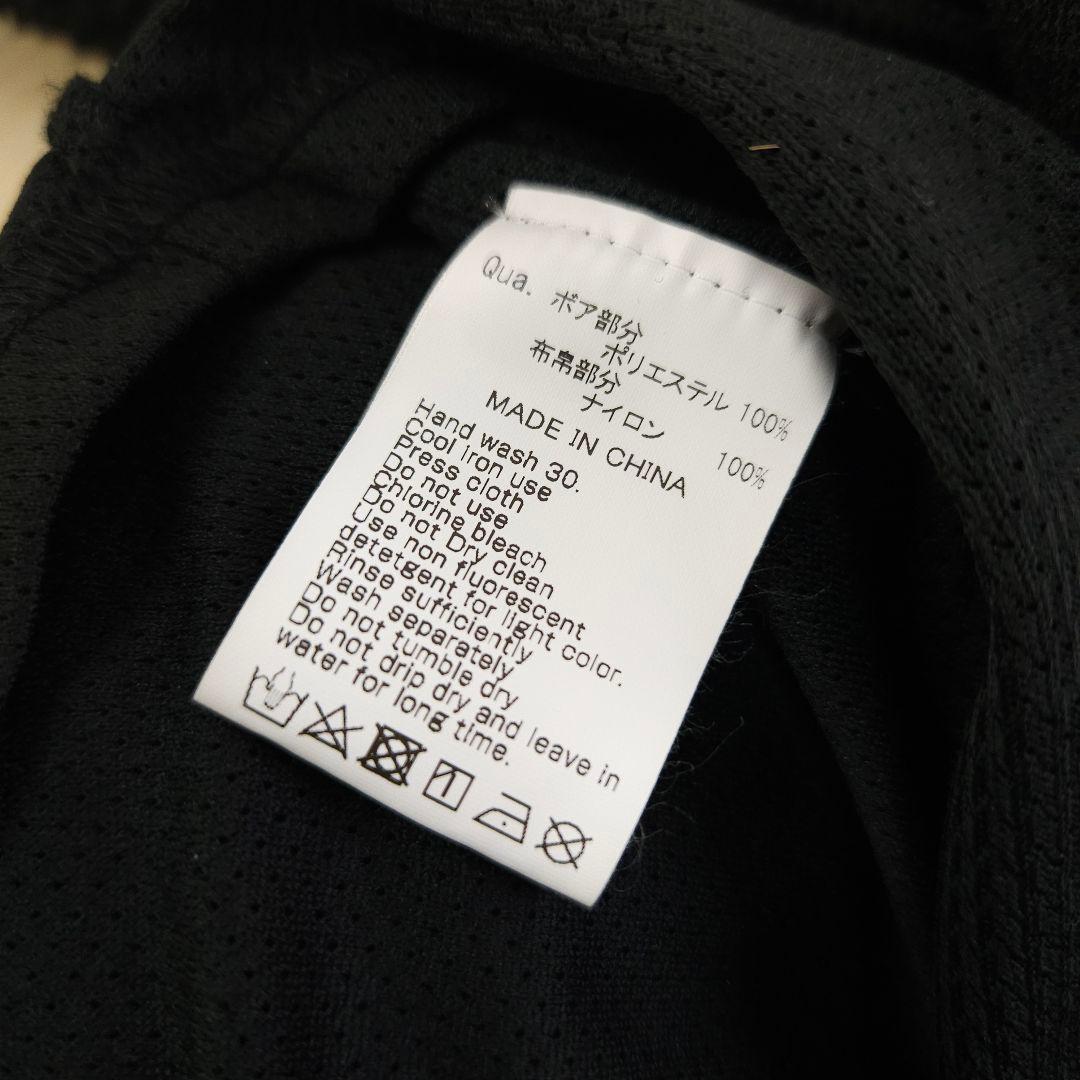 Qua. ボア部分
ポリエステル 100%
布帛部分
ナイロン 100%
MADE IN CHINA
Hand wash 30.
Cool iron use
Press cloth
Do not use
Chlorine bleach
Do not Dry clean
Use non fluorescent
detetgent for light color.
Rinse sufficiently
Wash separately
Do not tumble dry
Do not drip dry and leave in
water for long time.